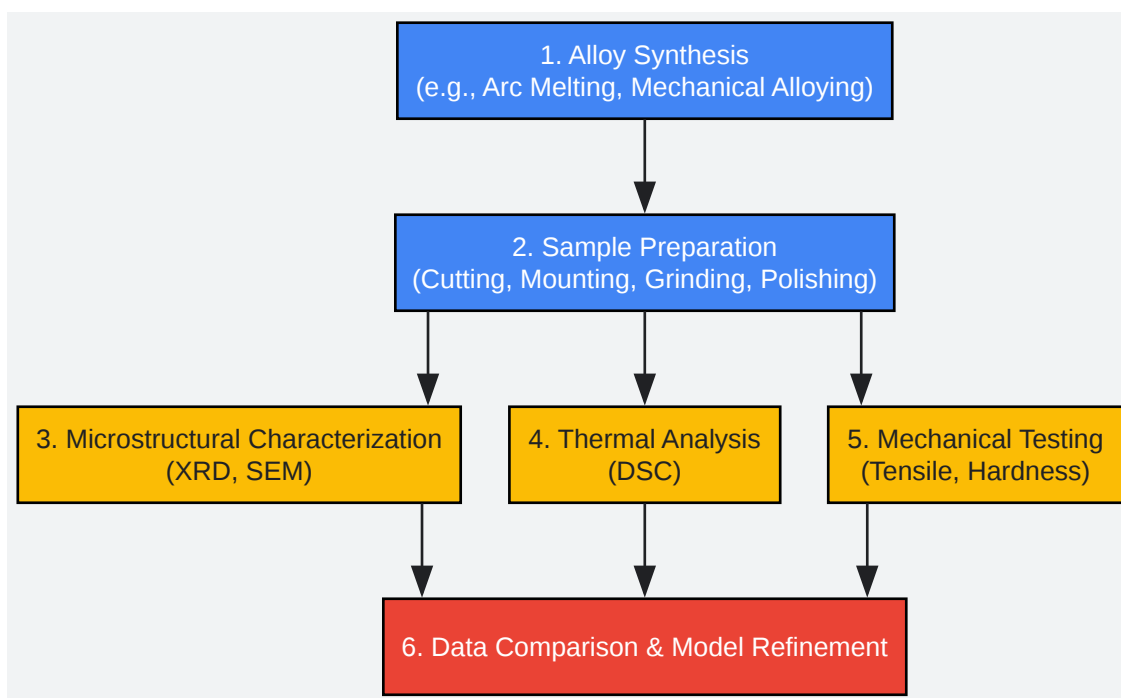 1. Alloy Synthesis
(e.g., Arc Melting, Mechanical Alloying)
2. Sample Preparation
(Cutting, Mounting, Grinding, Polishing)
3. Microstructural Characterization
(XRD, SEM)
4. Thermal Analysis
(DSC)
5. Mechanical Testing
(Tensile, Hardness)
6. Data Comparison & Model Refinement